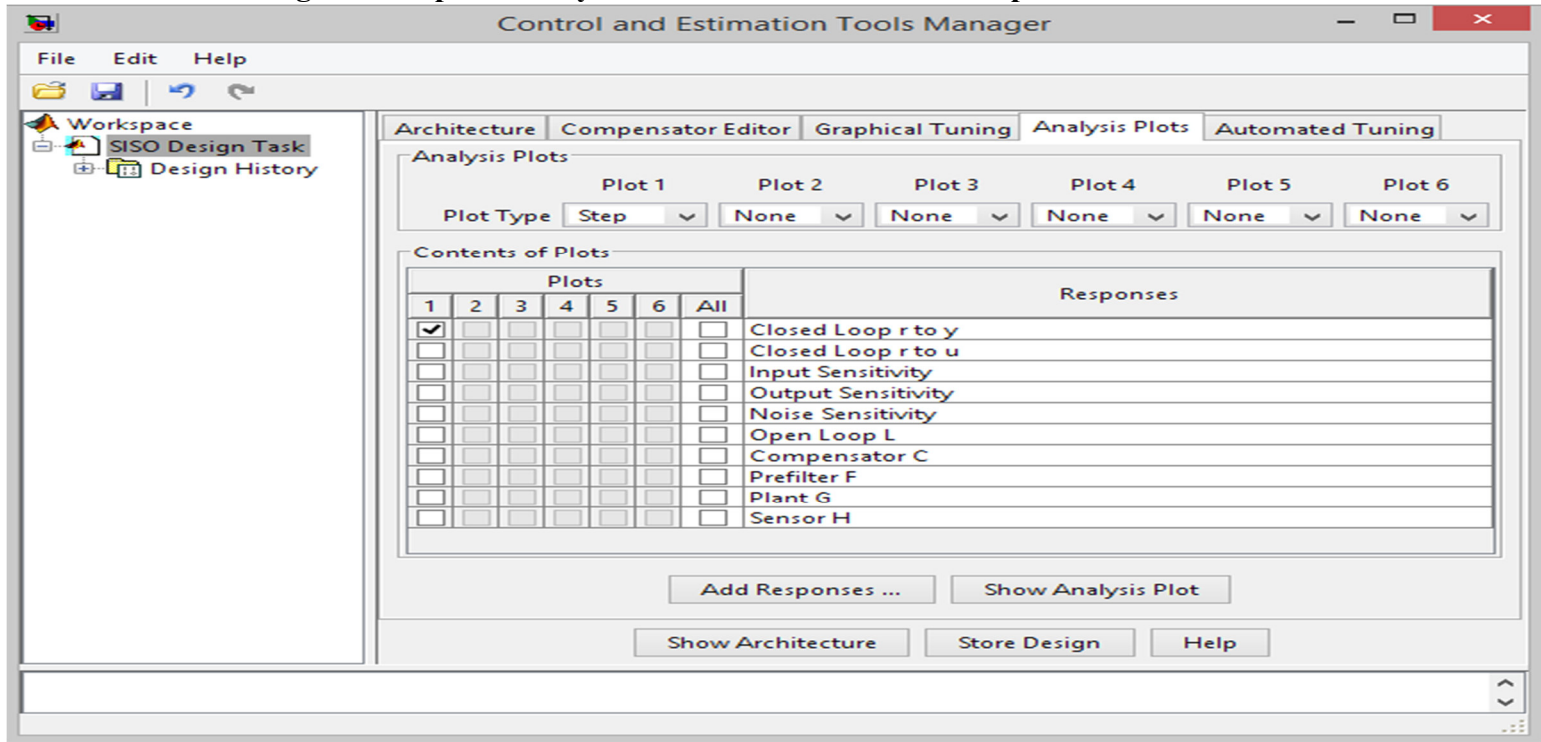 Control and Estimation Tools Manager
File Edit Help
Workspace
SISO Design Task
Design History
Architecture Compensator Editor Graphical Tuning Analysis Plots Automated Tuning
Analysis Plots
Plot 1 Plot 2 Plot 3 Plot 4 Plot 5 Plot 6
Plot Type Step None None None None None
Contents of Plots
Plots Responses
1 2 3 4 5 6 All
Closed Loop r to y
Closed Loop r to u
Input Sensitivity
Output Sensitivity
Noise Sensitivity
Open Loop L
Compensator C
Prefilter F
Plant G
Sensor H
Add Responses ... Show Analysis Plot
Show Architecture Store Design Help